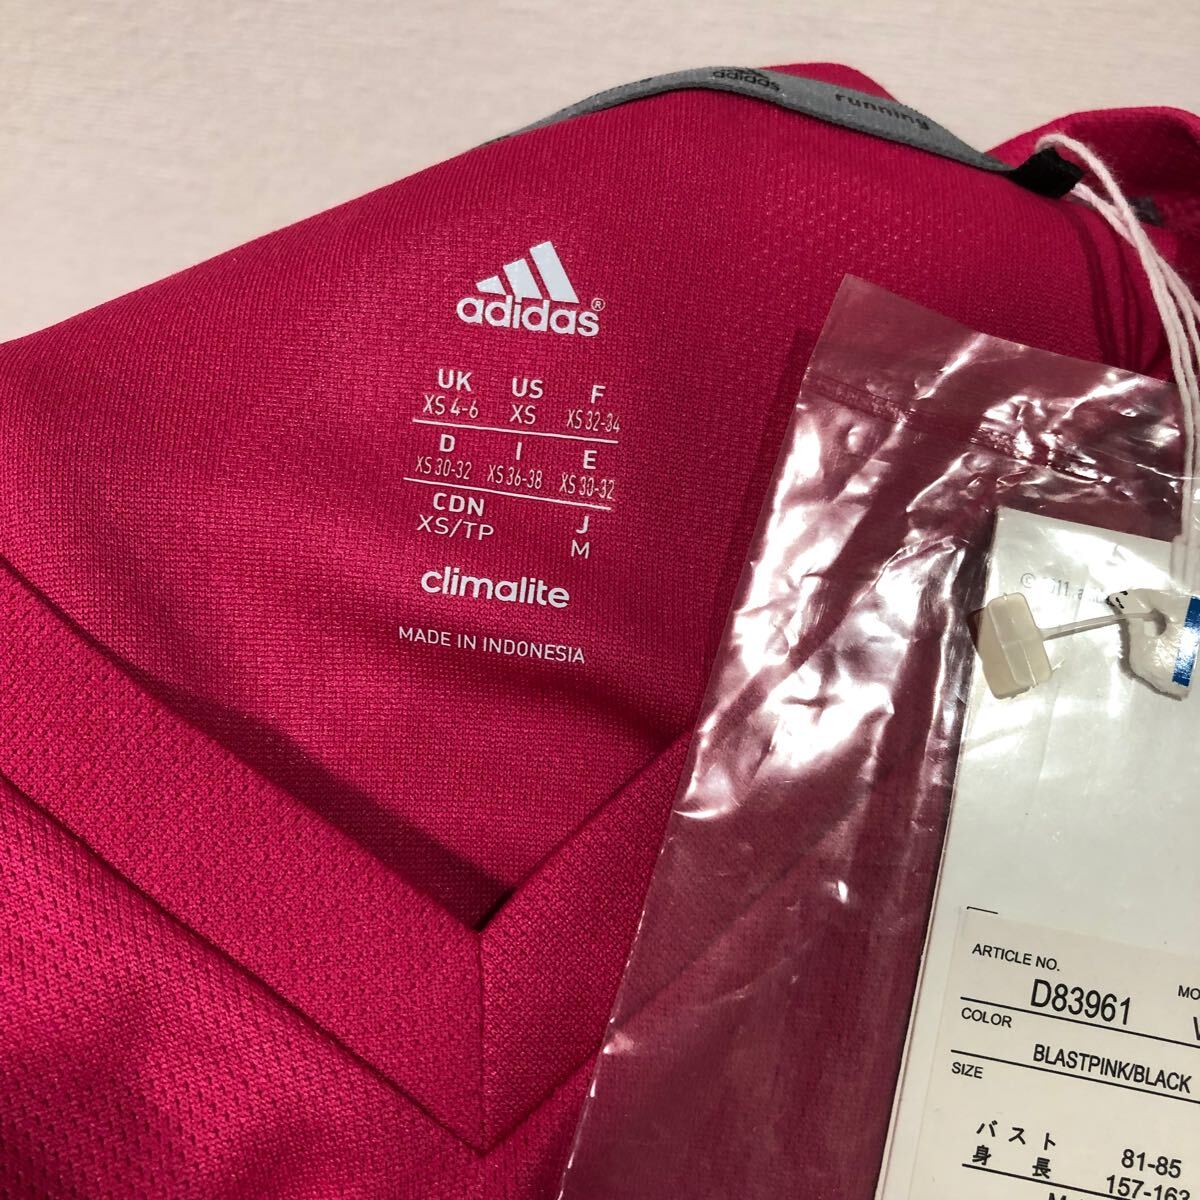 adidas running
adidas®
UK US F
XS 4-6 XS XS 32-34
D I E
XS 30-32 XS 36-38 XS 30-32
CDN J
XS/TP M
climalite
MADE IN INDONESIA
ARTICLE NO.
D83961
COLOR
BLASTPINK/BLACK
SIZE
バスト 81-85
身長